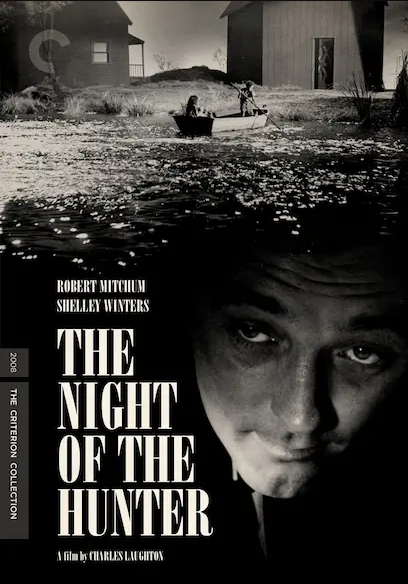 ROBERT MITCHUM
SHELLEY WINTERS
THE
NIGHT
OF THE
HUNTER
A film by CHARLES LAUGHTON
2008
THE CRITERION COLLECTION